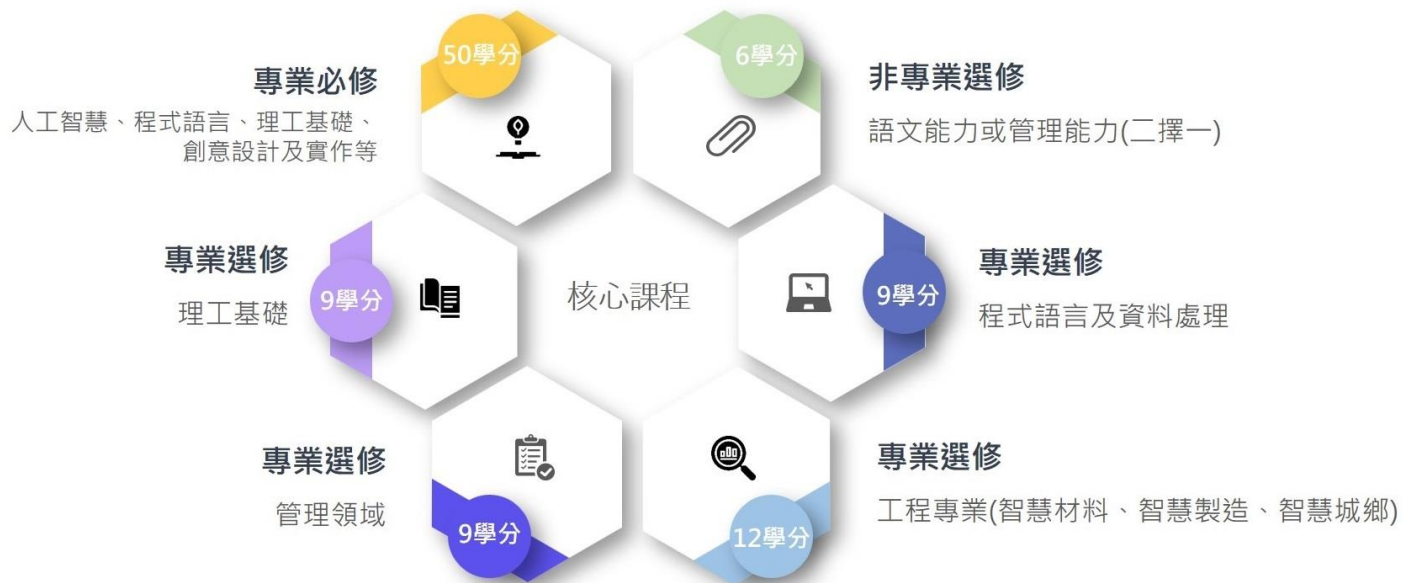 50學分
專業必修
人工智慧、程式語言、理工基礎、
創意設計及實作等
6學分
非專業選修
語文能力或管理能力(二擇一)
專業選修
理工基礎
9學分
核心課程
9學分
專業選修
程式語言及資料處理
專業選修
管理領域
9學分
12學分
專業選修
工程專業(智慧材料、智慧製造、智慧城鄉)